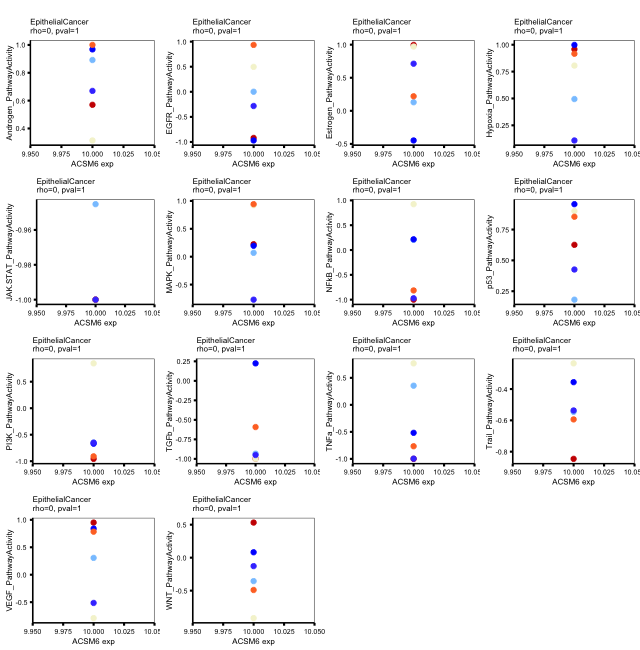 EpithelialCancer
rho=0, pval=1
Androgen_PathwayActivity
1.0
0.8
0.6
0.4
9.950 9.975 10.000 10.025 10.05
ACSM6 exp
EpithelialCancer
rho=0, pval=1
EGFR_PathwayActivity
1.0
0.5
0.0
-0.5
-1.0
9.950 9.975 10.000 10.025 10.05
ACSM6 exp
EpithelialCancer
rho=0, pval=1
Estrogen_PathwayActivity
1.0
0.5
0.0
-0.5
9.950 9.975 10.000 10.025 10.05
ACSM6 exp
EpithelialCancer
rho=0, pval=1
Hypoxia_PathwayActivity
1.00
0.75
0.50
0.25
9.950 9.975 10.000 10.025 10.05
ACSM6 exp
EpithelialCancer
rho=0, pval=1
JAK.STAT_PathwayActivity
-0.96
-0.98
-1.00
9.950 9.975 10.000 10.025 10.05
ACSM6 exp
EpithelialCancer
rho=0, pval=1
MAPK_PathwayActivity
1.0
0.5
0.0
-0.5
9.950 9.975 10.000 10.025 10.05
ACSM6 exp
EpithelialCancer
rho=0, pval=1
NFkB_PathwayActivity
1.0
0.5
0.0
-0.5
-1.0
9.950 9.975 10.000 10.025 10.05
ACSM6 exp
EpithelialCancer
rho=0, pval=1
p53_PathwayActivity
0.75
0.50
0.25
9.950 9.975 10.000 10.025 10.05
ACSM6 exp
EpithelialCancer
rho=0, pval=1
PI3K_PathwayActivity
0.5
0.0
-0.5
-1.0
9.950 9.975 10.000 10.025 10.05
ACSM6 exp
EpithelialCancer
rho=0, pval=1
TGFb_PathwayActivity
0.25
0.00
-0.25
-0.50
-0.75
-1.00
9.950 9.975 10.000 10.025 10.05
ACSM6 exp
EpithelialCancer
rho=0, pval=1
TNFa_PathwayActivity
0.5
0.0
-0.5
-1.0
9.950 9.975 10.000 10.025 10.05
ACSM6 exp
EpithelialCancer
rho=0, pval=1
Trail_PathwayActivity
-0.4
-0.6
-0.8
9.950 9.975 10.000 10.025 10.05
ACSM6 exp
EpithelialCancer
rho=0, pval=1
VEGF_PathwayActivity
1.0
0.5
0.0
-0.5
9.950 9.975 10.000 10.025 10.05
ACSM6 exp
EpithelialCancer
rho=0, pval=1
WNT_PathwayActivity
0.5
0.0
-0.5
9.950 9.975 10.000 10.025 10.050
ACSM6 exp